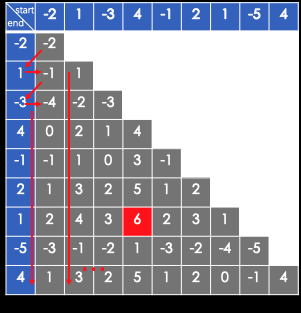 start
end -2 1 -3 4 -1 2 1 -5 4
-2 -2
1 -1 1
-3 -4 -2 -3
4 0 2 1 4
-1 -1 1 0 3 -1
2 1 3 2 5 1 2
1 2 4 3 6 2 3 1
-5 -3 -1 -2 1 -3 -2 -4 -5
4 1 3 2 5 1 2 0 -1 4